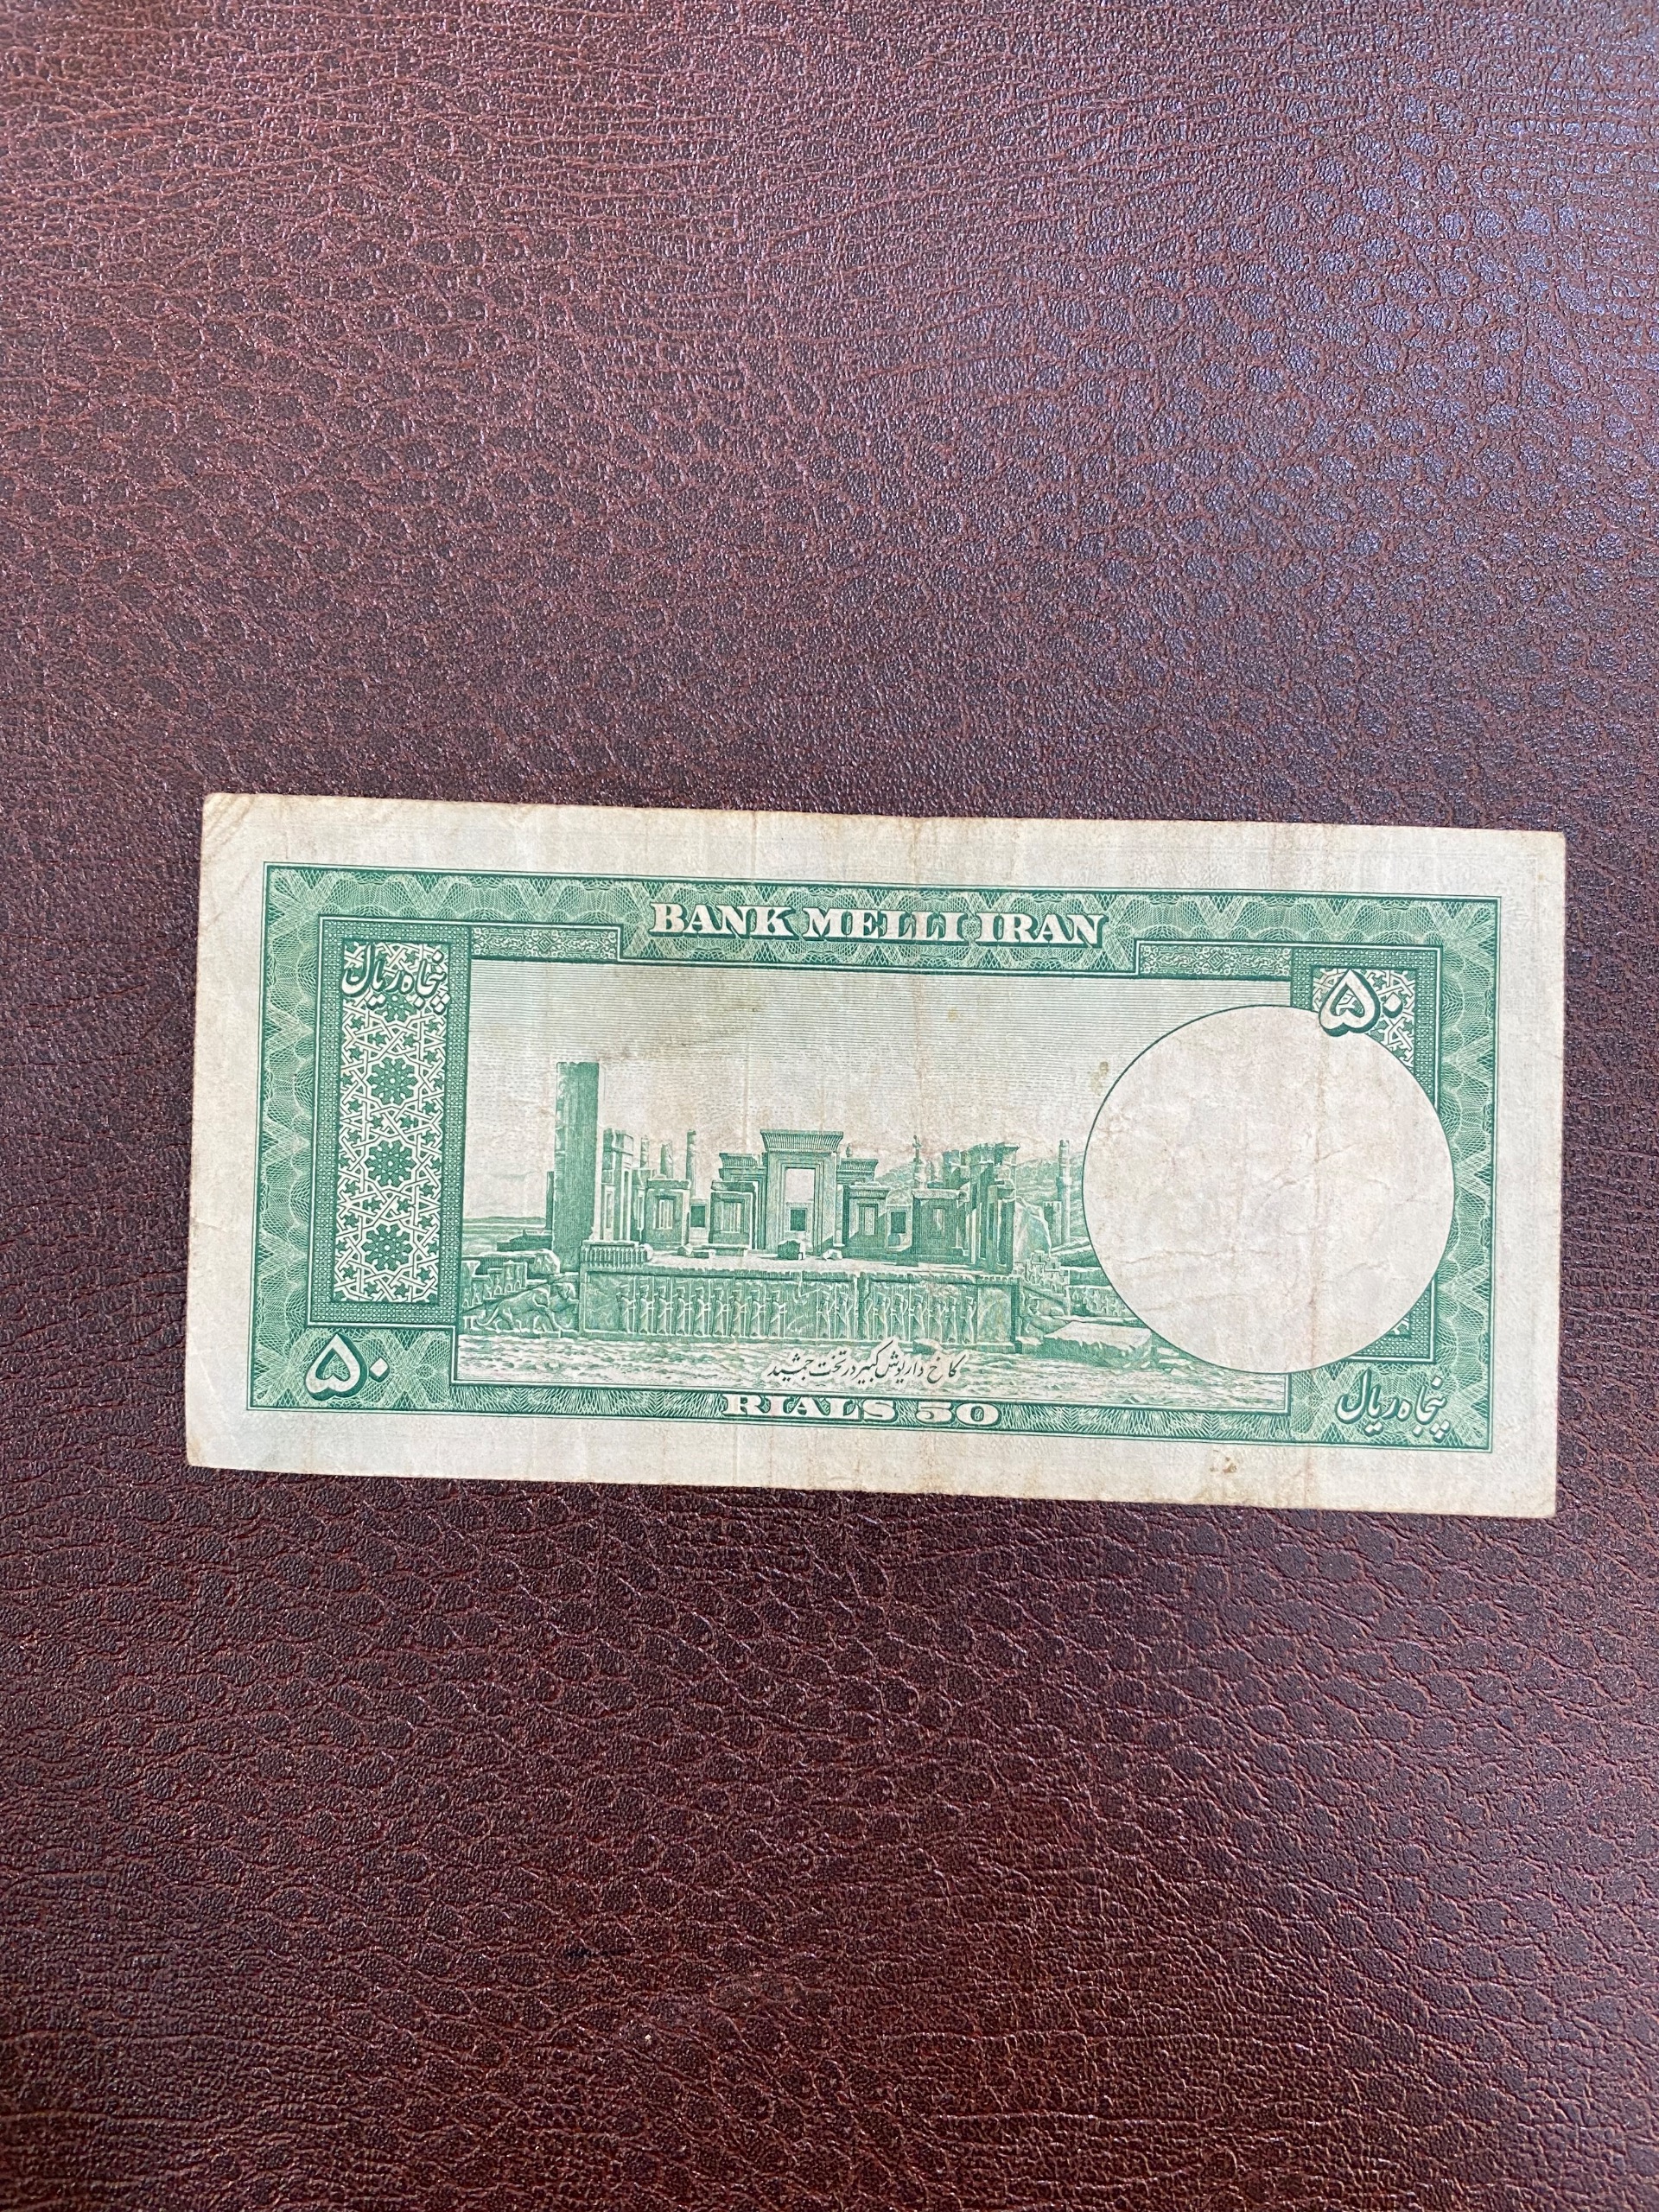 BANK MELLI IRAN
پنجاه ریال
۵۰
کاخ داریوش کبیر در تخت جمشید
۵۰
RIALS 50
پنجاه ریال